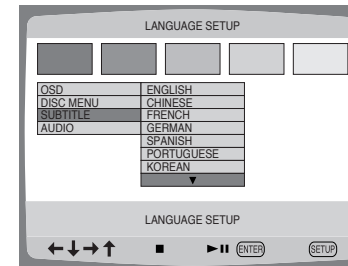 LANGUAGE SETUP
OSD
DISC MENU
SUBTITLE
AUDIO
ENGLISH
CHINESE
FRENCH
GERMAN
SPANISH
PORTUGUESE
KOREAN
LANGUAGE SETUP
ENTER
SETUP